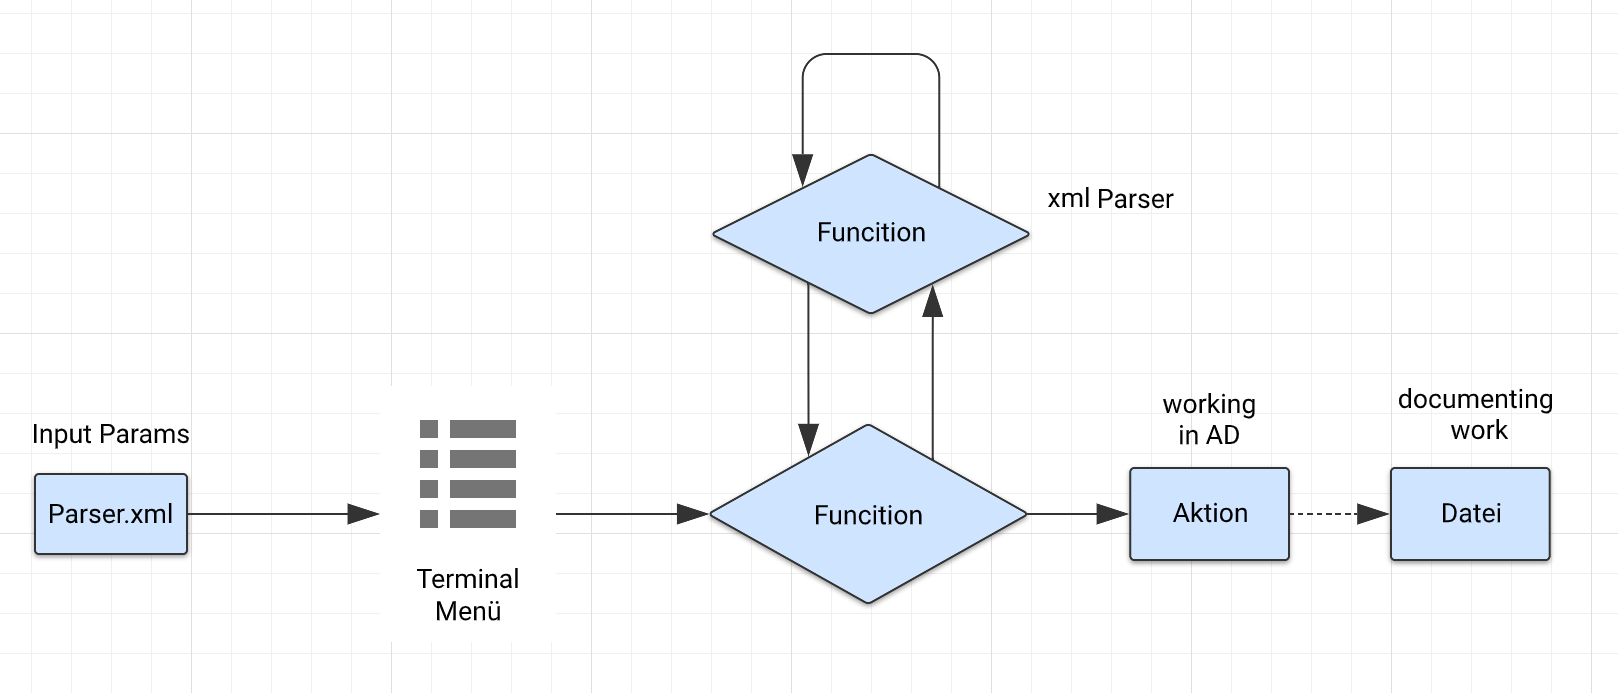 Funcition
xml Parser
Input Params
Parser.xml
Terminal
Menü
Funcition
working
in AD
Aktion
documenting
work
Datei